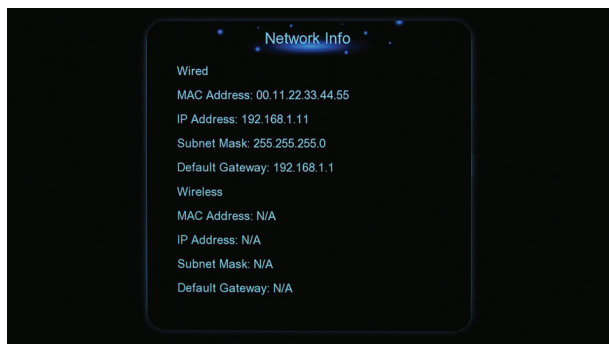 Network Info
Wired
MAC Address: 00.11.22.33.44.55
IP Address: 192.168.1.11
Subnet Mask: 255.255.255.0
Default Gateway: 192.168.1.1
Wireless
MAC Address: N/A
IP Address: N/A
Subnet Mask: N/A
Default Gateway: N/A